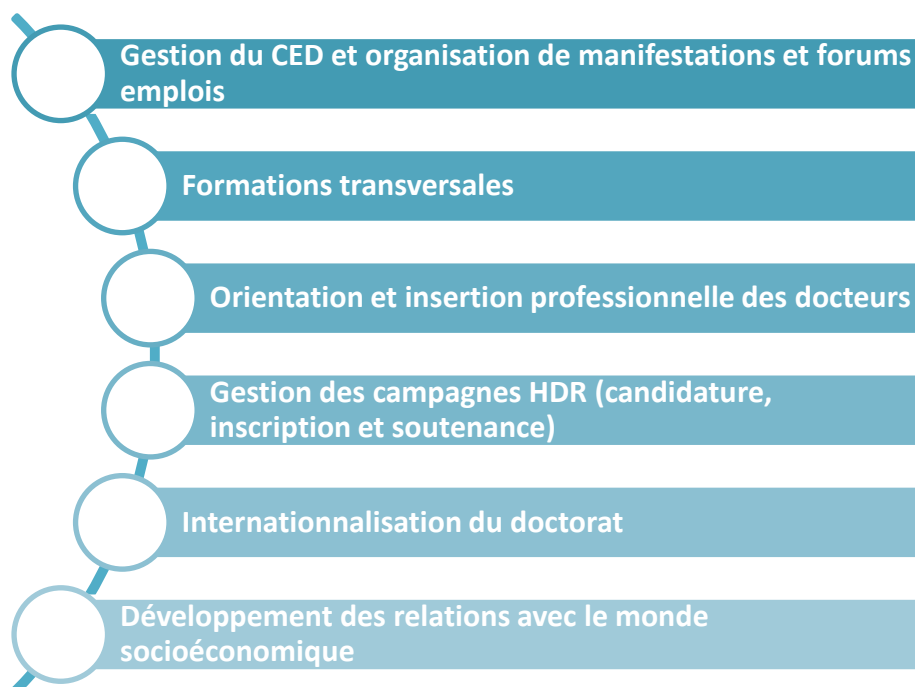 Gestion du CED et organisation de manifestations et forums
emplois
Formations transversales
Orientation et insertion professionnelle des docteurs
Gestion des campagnes HDR (candidature,
inscription et soutenance)
Internationnalisation du doctorat
Développement des relations avec le monde
socioéconomique